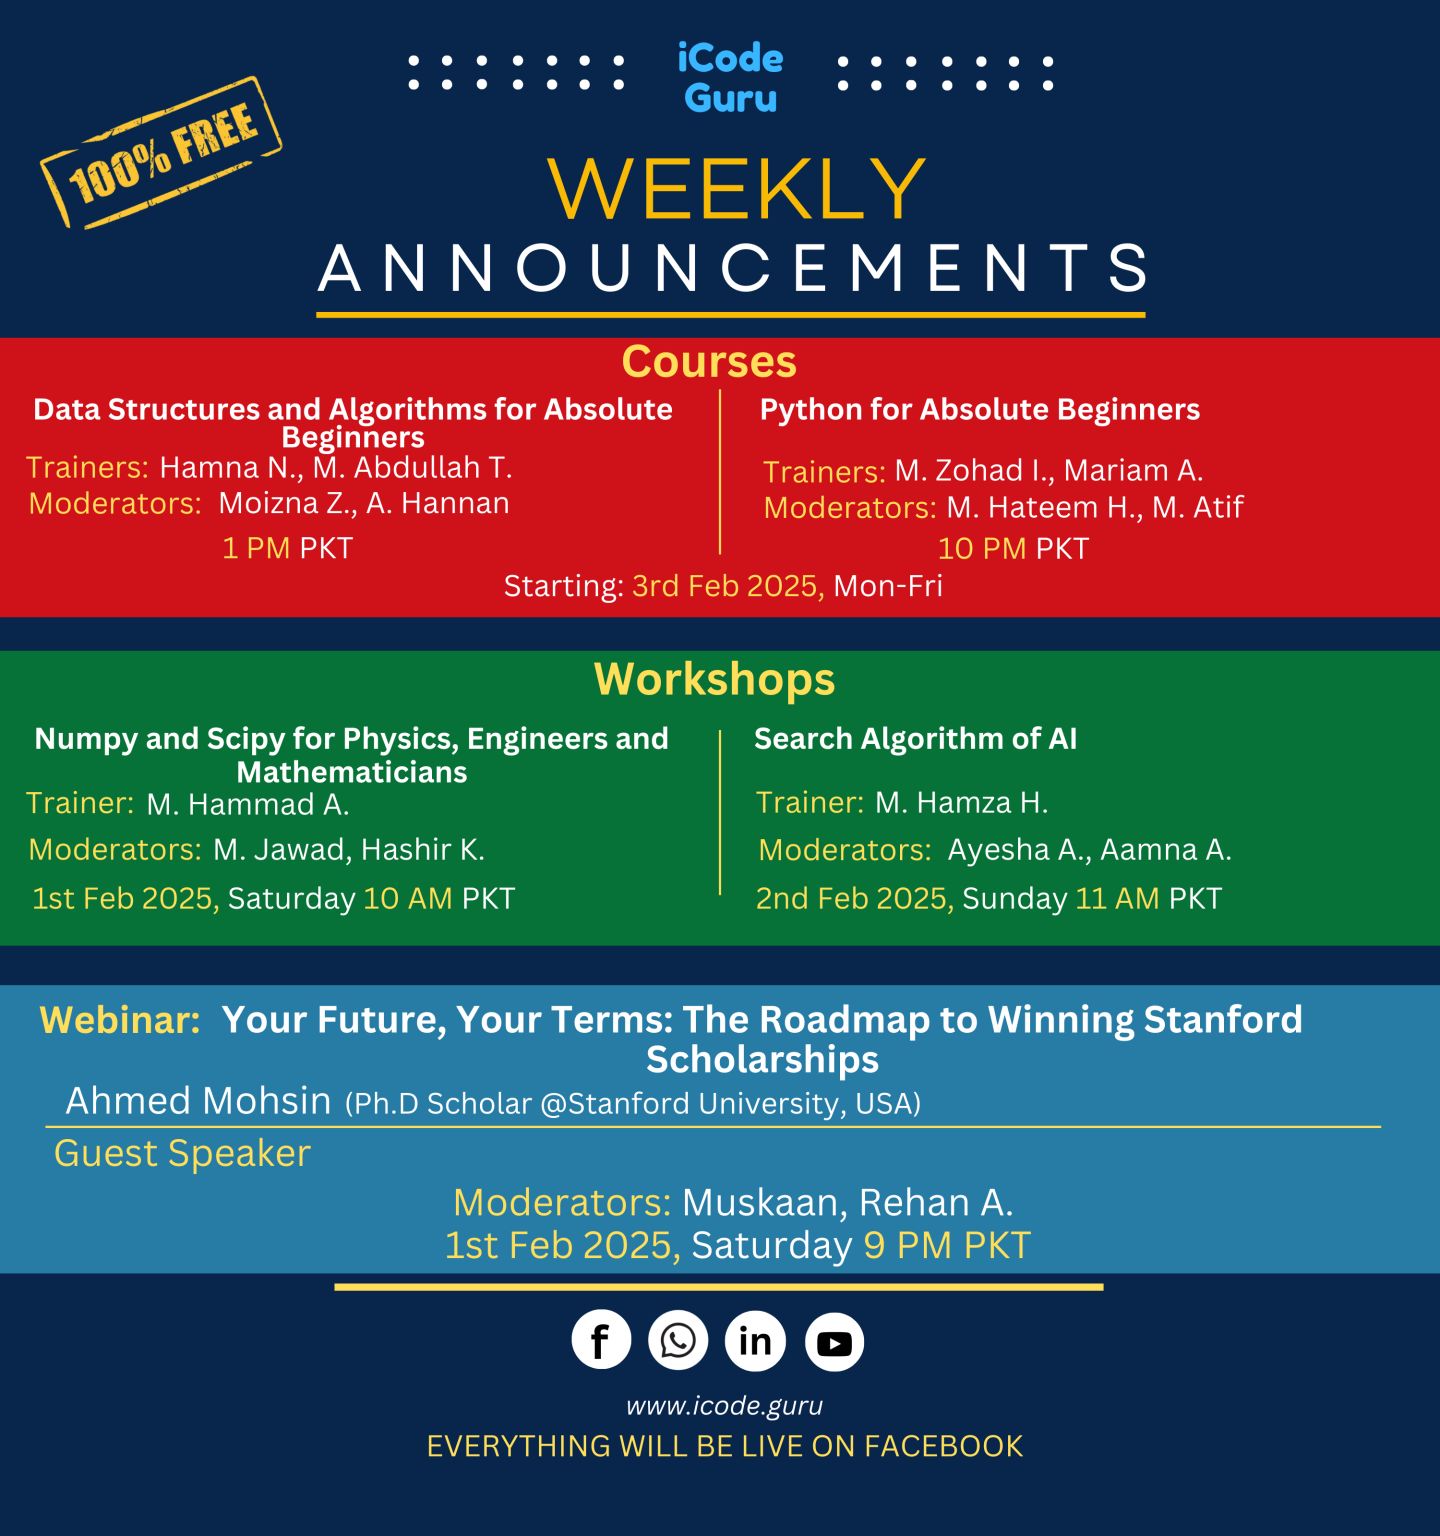 iCode
Guru
100% FREE
WEEKLY
ANNOUNCEMENTS
Courses
Data Structures and Algorithms for Absolute
Beginners
Trainers: Hamna N., M. Abdullah T.
Moderators: Moizna Z., A. Hannan
1 PM PKT
Python for Absolute Beginners
Trainers: M. Zohad I., Mariam A.
Moderators: M. Hateem H., M. Atif
10 PM PKT
Starting: 3rd Feb 2025, Mon-Fri
Workshops
Numpy and Scipy for Physics, Engineers and
Mathematicians
Trainer: M. Hammad A.
Moderators: M. Jawad, Hashir K.
1st Feb 2025, Saturday 10 AM PKT
Search Algorithm of AI
Trainer: M. Hamza H.
Moderators: Ayesha A., Aamna A.
2nd Feb 2025, Sunday 11 AM PKT
Webinar: Your Future, Your Terms: The Roadmap to Winning Stanford
Scholarships
Ahmed Mohsin (Ph.D Scholar @Stanford University, USA)
Guest Speaker
Moderators: Muskaan, Rehan A.
1st Feb 2025, Saturday 9 PM PKT
f in
www.icode.guru
EVERYTHING WILL BE LIVE ON FACEBOOK